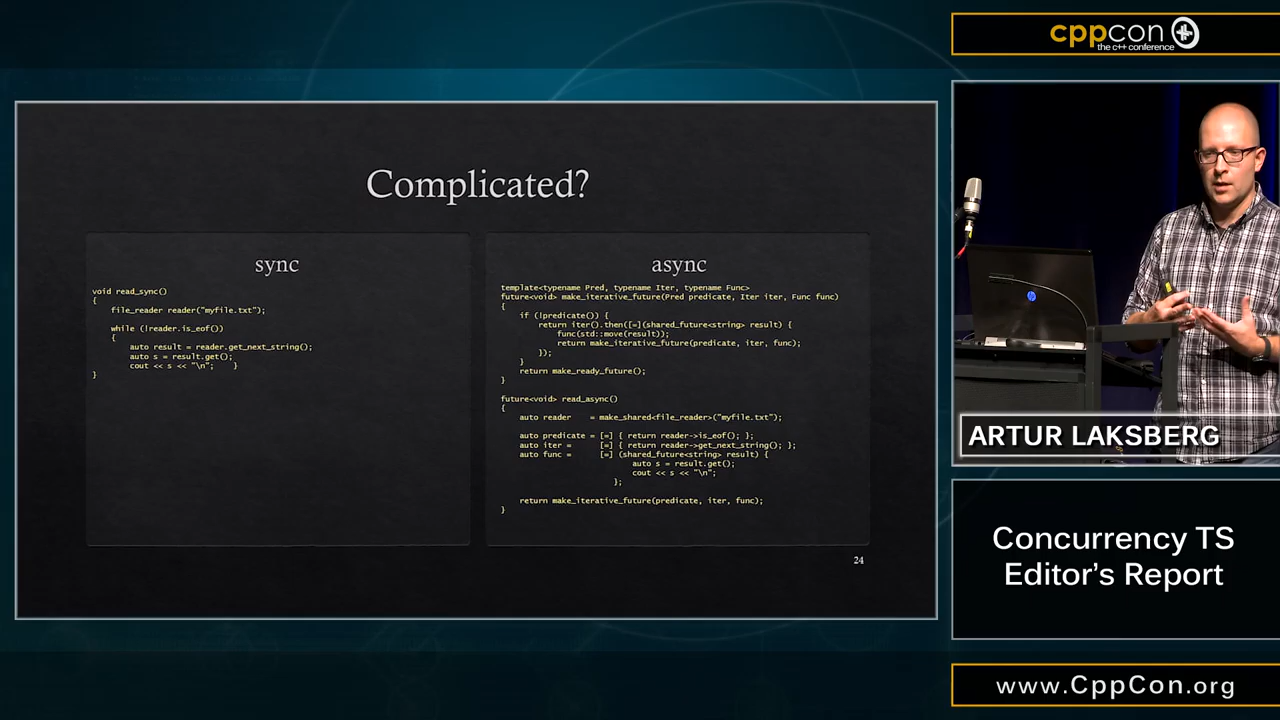 cppcon
the c++ conference
Complicated?
sync
void read_sync()
{
    file_reader reader("myfile.txt");
    while (!reader.is_eof())
    {
        auto result = reader.get_next_string();
        auto s = result.get();
        cout << s << "\n";    }
}
async
template<typename Pred, typename Iter, typename Func>
future<void> make_iterative_future(Pred predicate, Iter iter, Func func)
{
    if (!predicate()) {
        return iter().then([=](shared_future<string> result) {
            func(std::move(result));
            return make_iterative_future(predicate, iter, func);
        });
    }
    return make_ready_future();
}
future<void> read_async()
{
    auto reader    = make_shared<file_reader>("myfile.txt");
    auto predicate = [=] { return reader->is_eof(); };
    auto iter =      [=] { return reader->get_next_string(); };
    auto func =      [=] (shared_future<string> result) {
                            auto s = result.get();
                            cout << s << "\n";
                        };
    return make_iterative_future(predicate, iter, func);
}
24
ARTUR LAKSBERG
Concurrency TS
Editor's Report
www.CppCon.org